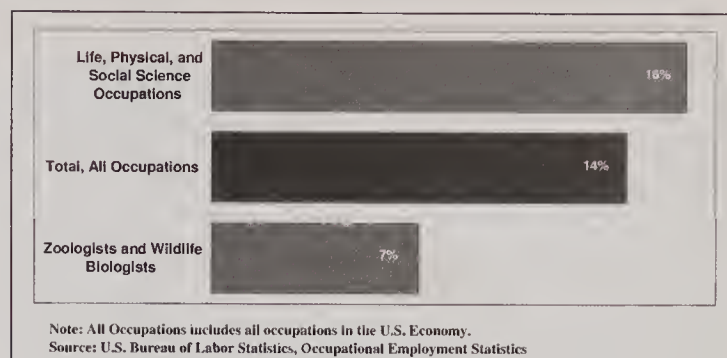 Life, Physical, and
Social Science
Occupations
16%
Total, All Occupations
14%
Zoologists and Wildlife
Biologists
7%
Note: All Occupations includes all occupations in the U.S. Economy.
Source: U.S. Bureau of Labor Statistics, Occupational Employment Statistics